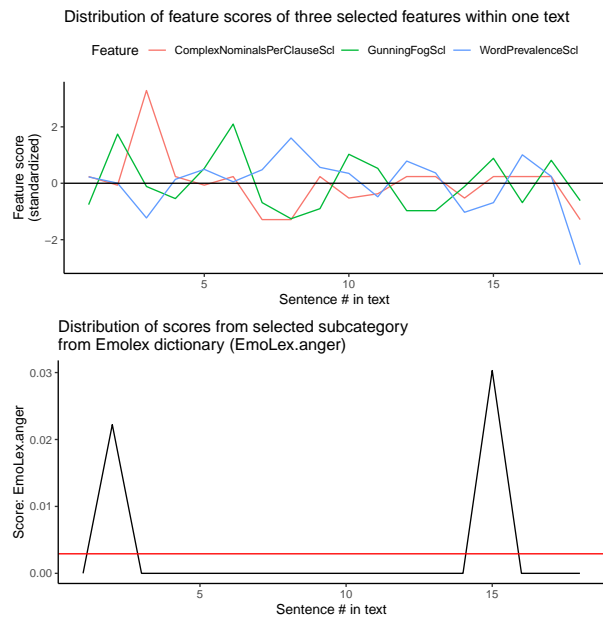 Distribution of feature scores of three selected features within one text
Feature ComplexNominalsPerClauseScl GunningFogScl WordPrevalenceScl
Feature score
(standardized)
2
0
−2
5 10 15
Sentence # in text
Distribution of scores from selected subcategory
from Emolex dictionary (EmoLex.anger)
Score: EmoLex.anger
0.03
0.02
0.01
0.00
5 10 15
Sentence # in text